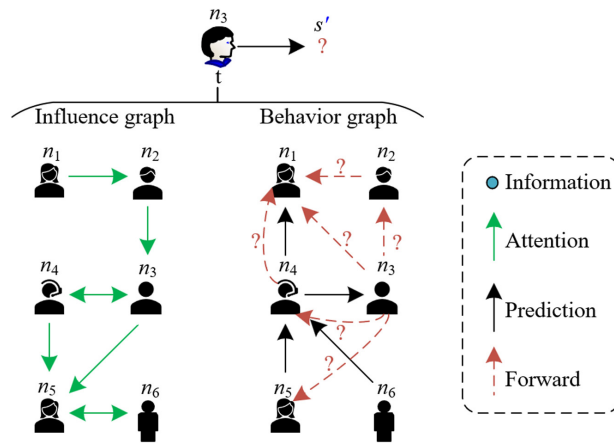 n3
s′
?
t
Influence graph
Behavior graph
n1
n2
n1
n2
?
?
?
?
n4
n3
n4
n3
?
?
n5
n6
n5
n6
Information
Attention
Prediction
Forward